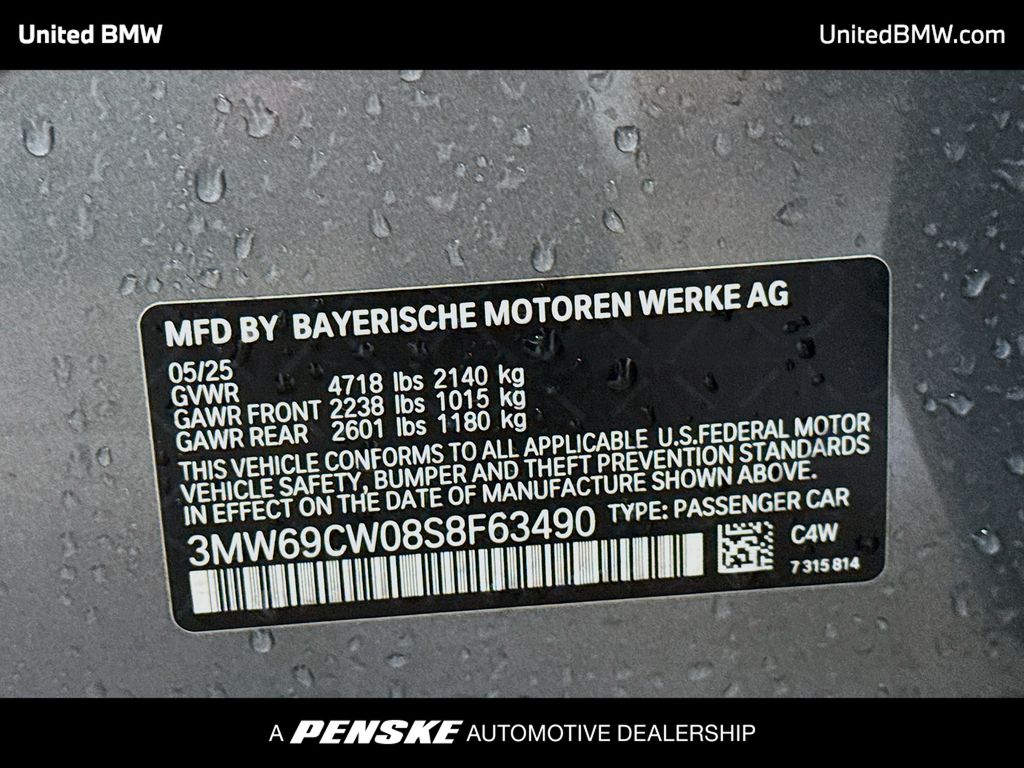 United BMW
UnitedBMW.com
MFD BY BAYERISCHE MOTOREN WERKE AG
05/25
GVWR 4718 lbs 2140 kg
GAWR FRONT 2238 lbs 1015 kg
GAWR REAR 2601 lbs 1180 kg
THIS VEHICLE CONFORMS TO ALL APPLICABLE U.S.FEDERAL MOTOR
VEHICLE SAFETY, BUMPER AND THEFT PREVENTION STANDARDS
IN EFFECT ON THE DATE OF MANUFACTURE SHOWN ABOVE.
3MW69CW08S8F63490 TYPE: PASSENGER CAR
C4W
7 315 814
A PENSKE AUTOMOTIVE DEALERSHIP